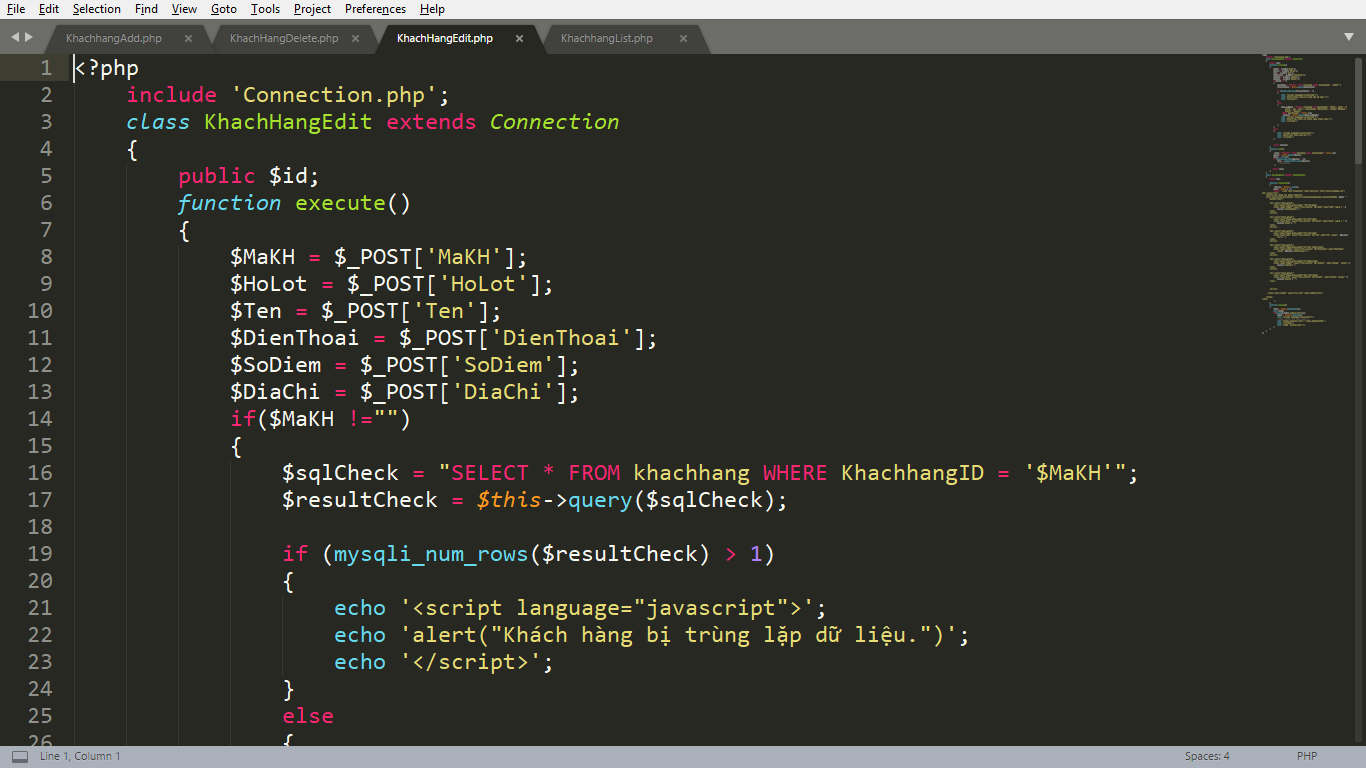 File Edit Selection Find View Goto Tools Project Preferences Help
KhachhangAdd.php × KhachHangDelete.php × KhachHangEdit.php × KhachhangList.php ×
1 <?php
2 include 'Connection.php';
3 class KhachHangEdit extends Connection
4 {
5 public $id;
6 function execute()
7 {
8 $MaKH = $_POST['MaKH'];
9 $HoLot = $_POST['HoLot'];
10 $Ten = $_POST['Ten'];
11 $DienThoai = $_POST['DienThoai'];
12 $SoDiem = $_POST['SoDiem'];
13 $DiaChi = $_POST['DiaChi'];
14 if($MaKH !="")
15 {
16 $sqlCheck = "SELECT * FROM khachhang WHERE KhachhangID = '$MaKH'";
17 $resultCheck = $this->query($sqlCheck);
18
19 if (mysqli_num_rows($resultCheck) > 1)
20 {
21 echo '<script language="javascript">';
22 echo 'alert("Khách hàng bị trùng lặp dữ liệu.")';
23 echo '</script>';
24 }
25 else
26 {
Line 1, Column 1 Spaces: 4 PHP